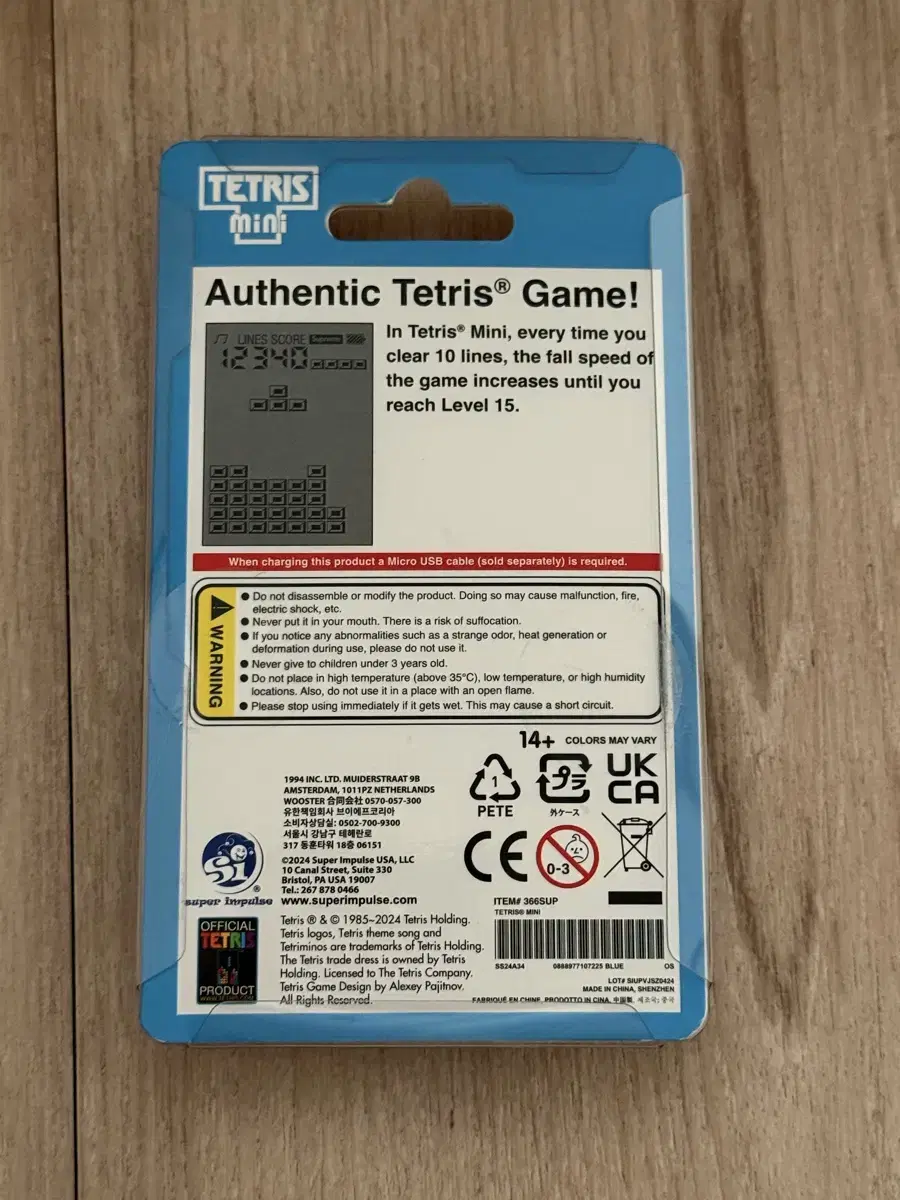 TETRIS
mini
Authentic Tetris® Game!
LINES SCORE Supreme
12340
In Tetris® Mini, every time you
clear 10 lines, the fall speed of
the game increases until you
reach Level 15.
When charging this product a Micro USB cable (sold separately) is required.
WARNING
● Do not disassemble or modify the product. Doing so may cause malfunction, fire,
electric shock, etc.
● Never put it in your mouth. There is a risk of suffocation.
● If you notice any abnormalities such as a strange odor, heat generation or
deformation during use, please do not use it.
● Never give to children under 3 years old.
● Do not place in high temperature (above 35°C), low temperature, or high humidity
locations. Also, do not use it in a place with an open flame.
● Please stop using immediately if it gets wet. This may cause a short circuit.
14+ COLORS MAY VARY
1994 INC. LTD. MUIDERSTRAAT 9B
AMSTERDAM, 1011PZ NETHERLANDS
WOOSTER 合同会社 0570-057-300
유한책임회사 브이에프코리아
소비자상담실: 0502-700-9300
서울시 강남구 테헤란로
317 동훈타워 18층 06151
1
PETE
プラ
外ケース
UK
CA
CE
0-3
Si
®
super impulse
©2024 Super Impulse USA, LLC
10 Canal Street, Suite 330
Bristol, PA USA 19007
Tel.: 267 878 0466
www.superimpulse.com
OFFICIAL
TETRIS
PRODUCT
Tetris ® & © 1985~2024 Tetris Holding.
Tetris logos, Tetris theme song and
Tetriminos are trademarks of Tetris Holding.
The Tetris trade dress is owned by Tetris
Holding. Licensed to The Tetris Company.
Tetris Game Design by Alexey Pajitnov.
All Rights Reserved.
ITEM# 366SUP
TETRIS® MINI
SS24A34 0888977107225 BLUE OS
LOT# SIUPVJSZ0424
MADE IN CHINA, SHENZHEN
FABRIQUÉ EN CHINE, PRODOTTO IN CINA, 中国製, 제조국: 중국